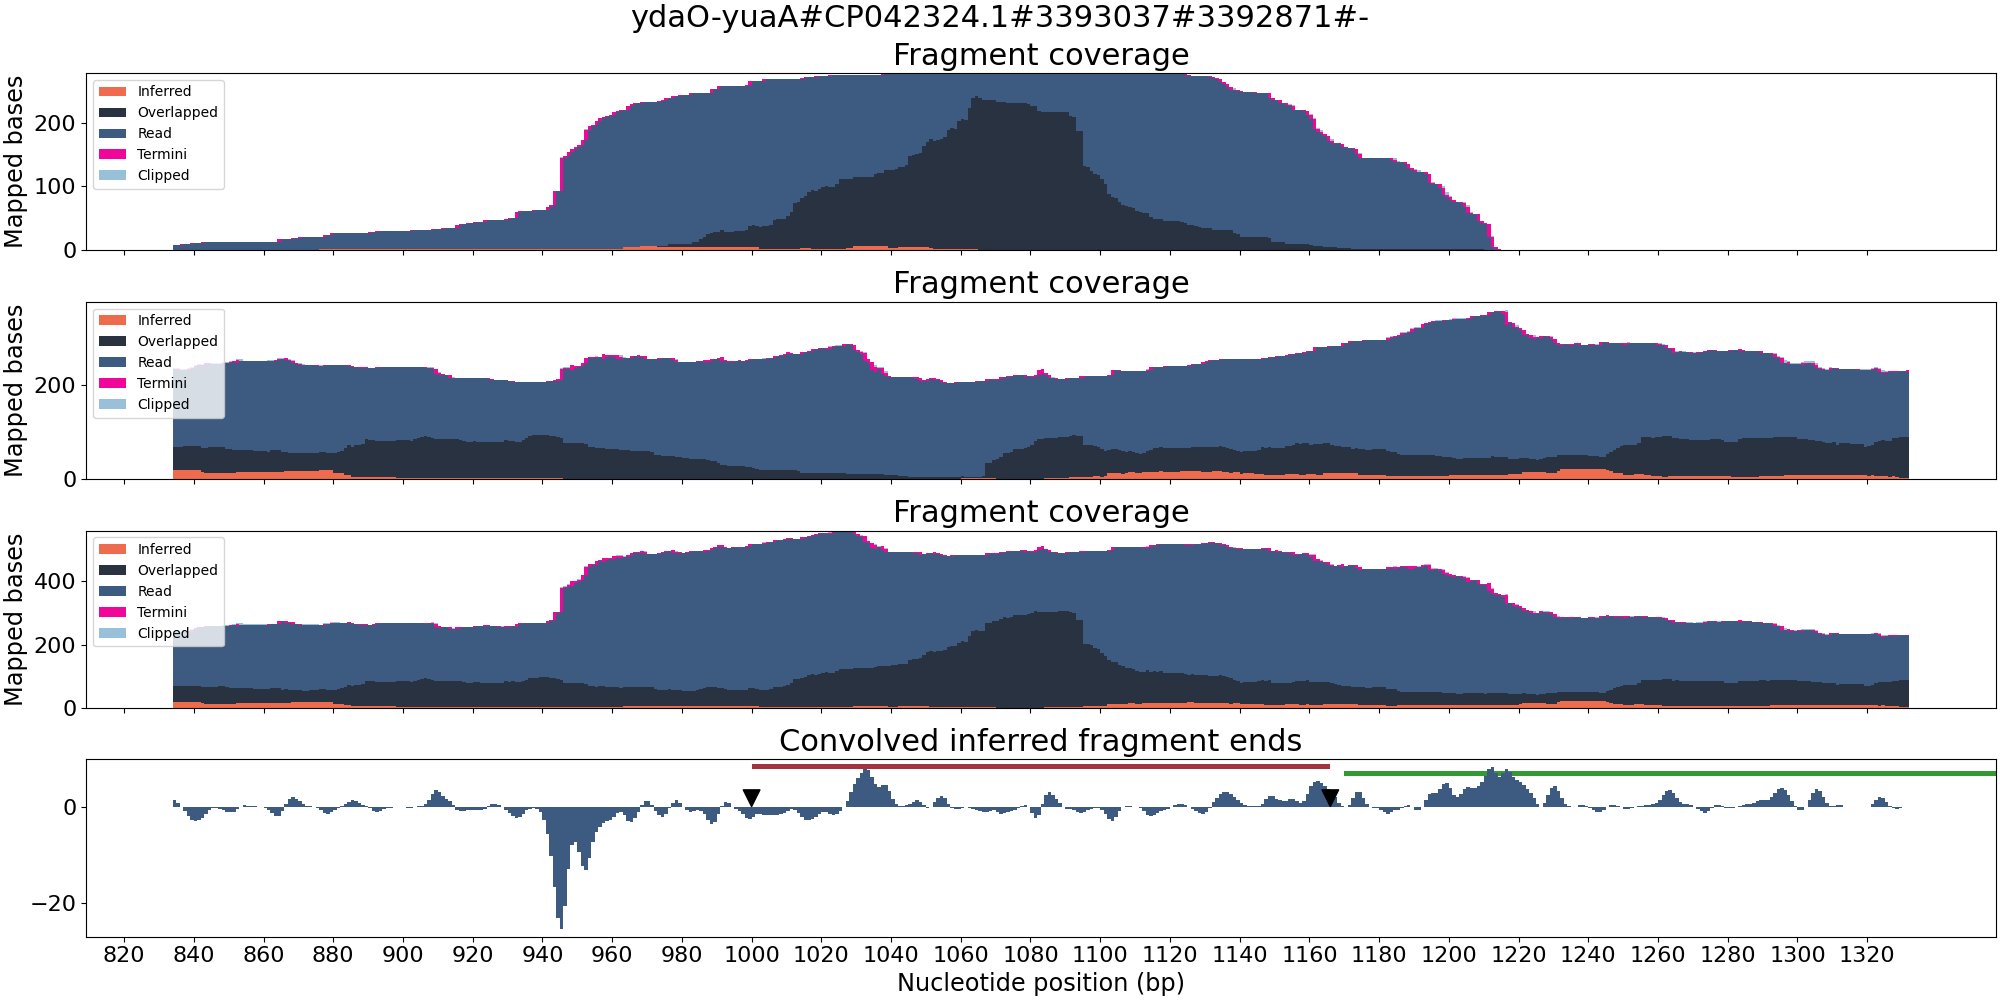 ydaO-yuaA#CP042324.1#3393037#3392871#-
Fragment coverage
Mapped bases
200
100
0
Inferred
Overlapped
Read
Termini
Clipped
Fragment coverage
Mapped bases
200
0
Inferred
Overlapped
Read
Termini
Clipped
Fragment coverage
Mapped bases
400
200
0
Inferred
Overlapped
Read
Termini
Clipped
Convolved inferred fragment ends
0
−20
820 840 860 880 900 920 940 960 980 1000 1020 1040 1060 1080 1100 1120 1140 1160 1180 1200 1220 1240 1260 1280 1300 1320
Nucleotide position (bp)